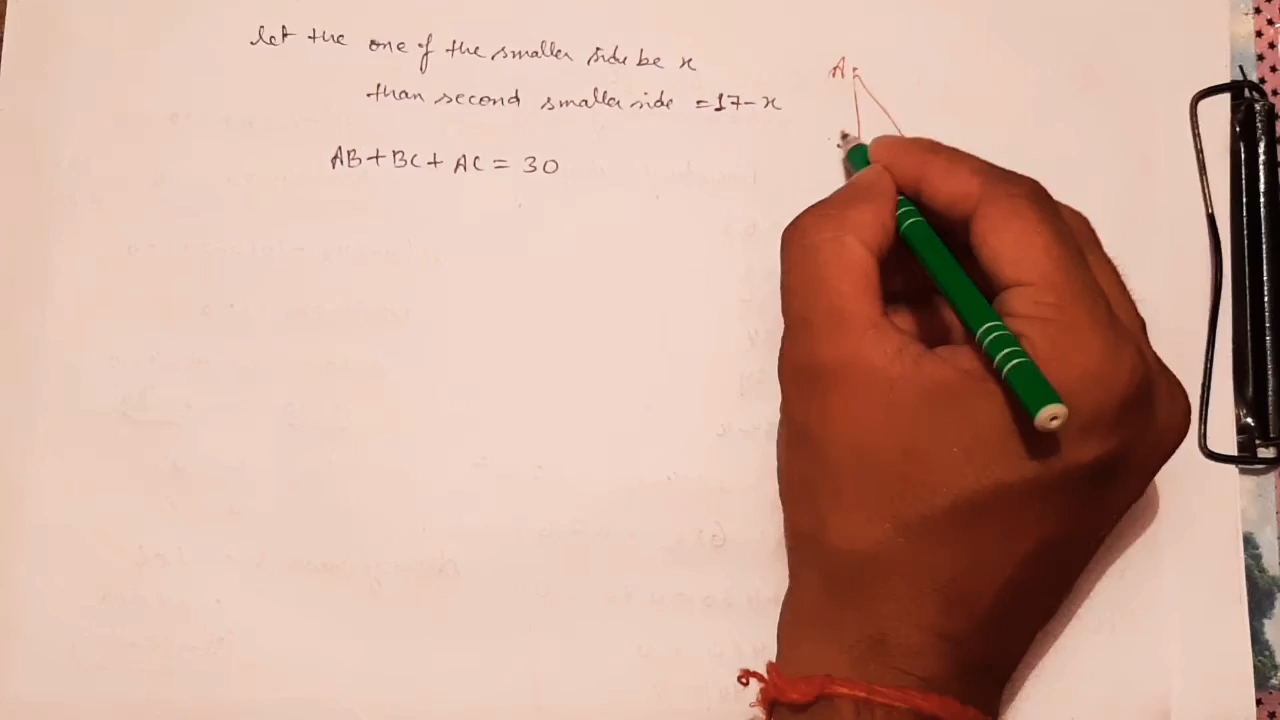 let the one of the smaller side be x
than second smaller side = 17-x
AB+BC+AC = 30
A